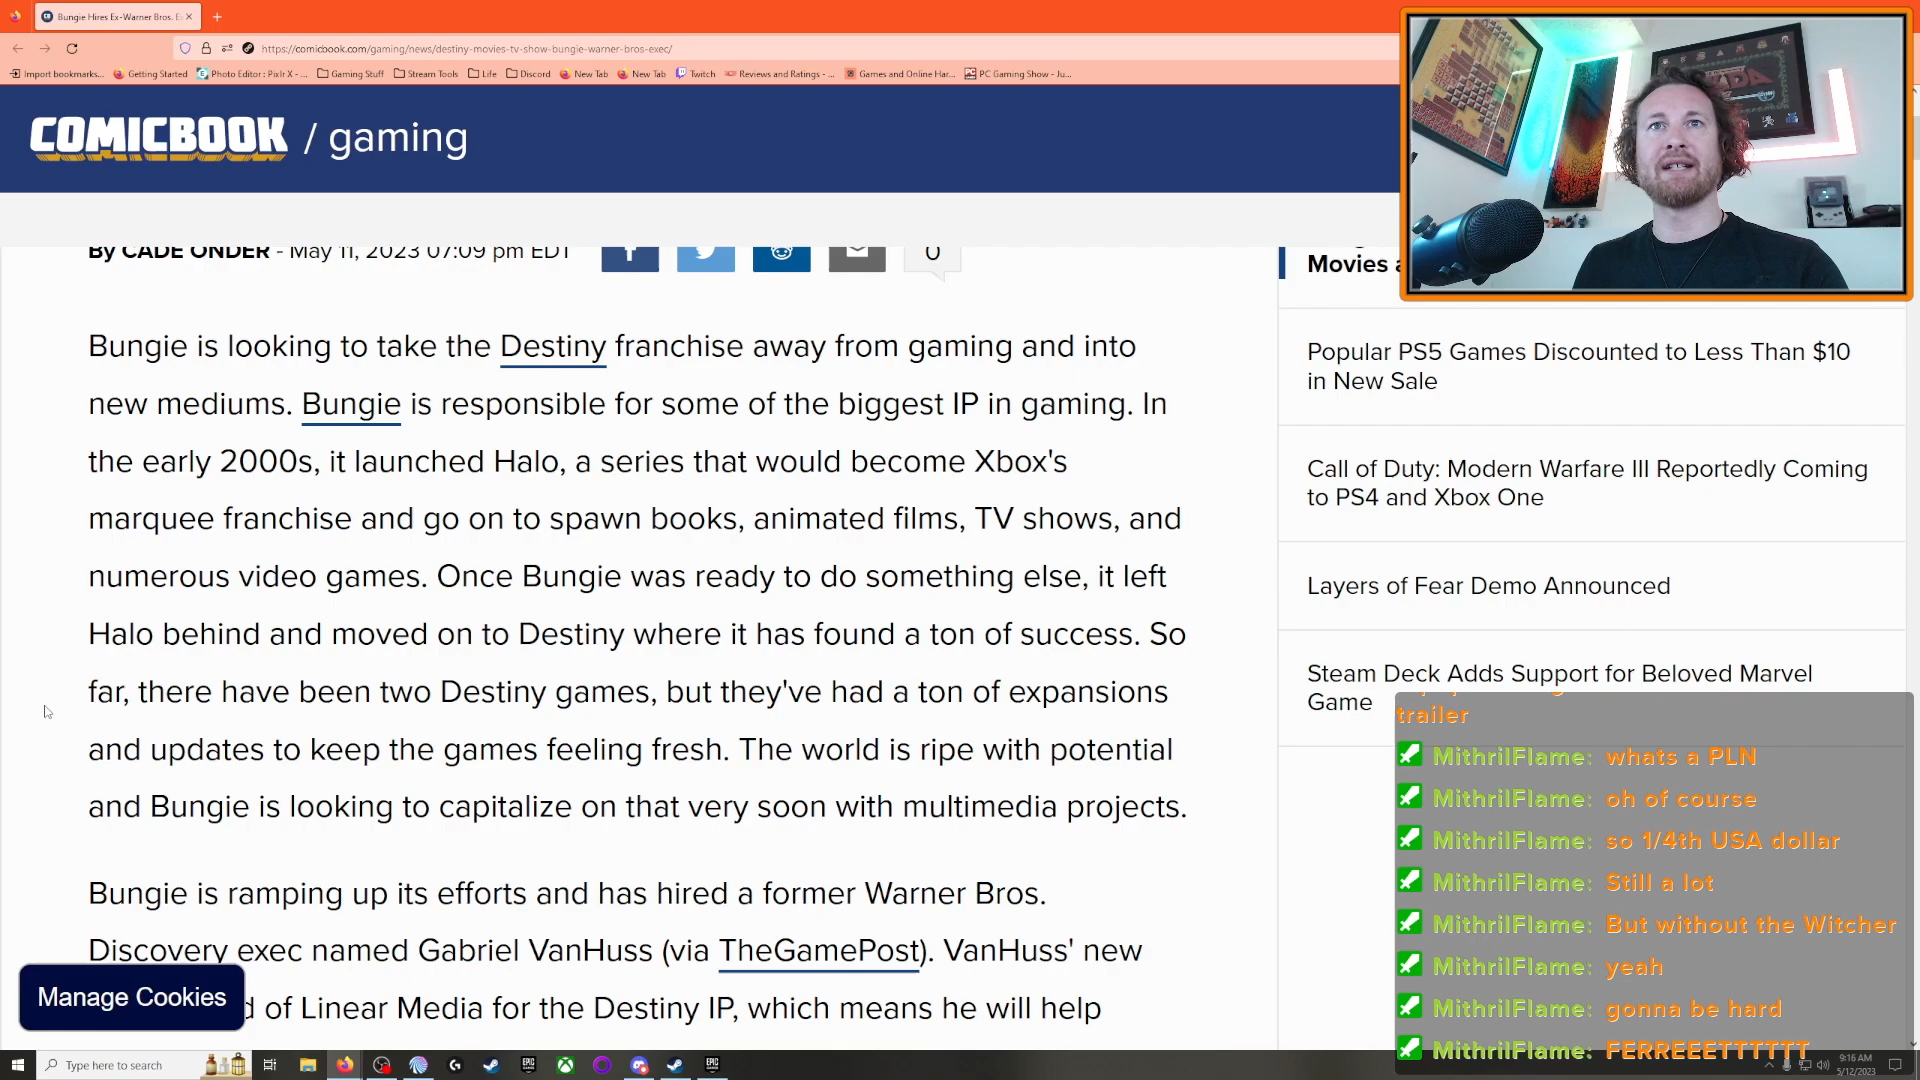 Bungie Hires Ex-Warner Bros. Ex
https://comicbook.com/gaming/news/destiny-movies-tv-show-bungie-warner-bros-exec/
Import bookmarks... Getting Started Photo Editor : Pixlr X - ... Gaming Stuff Stream Tools Life Discord New Tab New Tab Twitch Reviews and Ratings - ... Games and Online Har... PC Gaming Show - Ju...
COMICBOOK / gaming
By CADE ONDER - May 11, 2023 07:09 pm EDT
0
Bungie is looking to take the Destiny franchise away from gaming and into
new mediums. Bungie is responsible for some of the biggest IP in gaming. In
the early 2000s, it launched Halo, a series that would become Xbox's
marquee franchise and go on to spawn books, animated films, TV shows, and
numerous video games. Once Bungie was ready to do something else, it left
Halo behind and moved on to Destiny where it has found a ton of success. So
far, there have been two Destiny games, but they've had a ton of expansions
and updates to keep the games feeling fresh. The world is ripe with potential
and Bungie is looking to capitalize on that very soon with multimedia projects.
Bungie is ramping up its efforts and has hired a former Warner Bros.
Discovery exec named Gabriel VanHuss (via TheGamePost). VanHuss' new
d of Linear Media for the Destiny IP, which means he will help
Manage Cookies
Movies a
Popular PS5 Games Discounted to Less Than $10
in New Sale
Call of Duty: Modern Warfare III Reportedly Coming
to PS4 and Xbox One
Layers of Fear Demo Announced
Steam Deck Adds Support for Beloved Marvel
Game
trailer
MithrilFlame: whats a PLN
MithrilFlame: oh of course
MithrilFlame: so 1/4th USA dollar
MithrilFlame: Still a lot
MithrilFlame: But without the Witcher
MithrilFlame: yeah
MithrilFlame: gonna be hard
MithrilFlame: FERREEETTTTTT
Type here to search
9:16 AM
5/12/2023